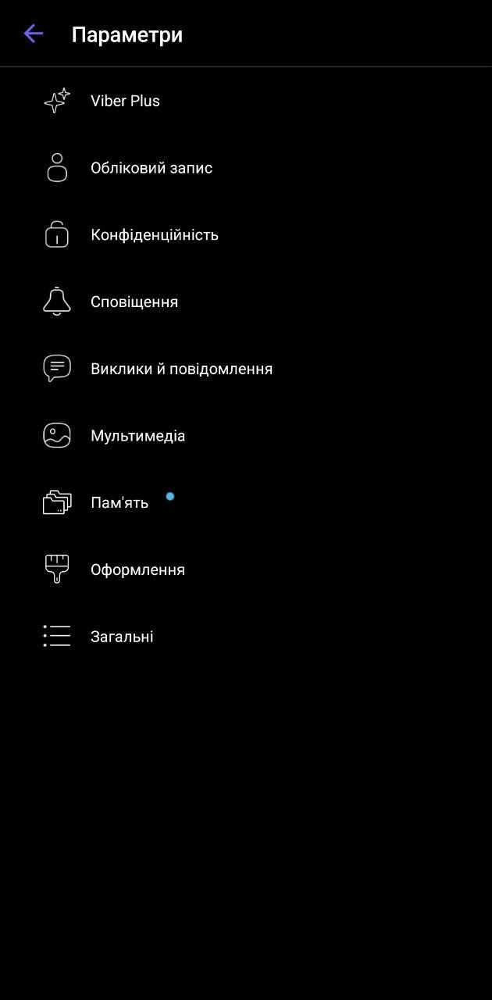 Параметри
Viber Plus
Обліковий запис
Конфіденційність
Сповіщення
Виклики й повідомлення
Мультимедіа
Пам'ять
Оформлення
Загальні